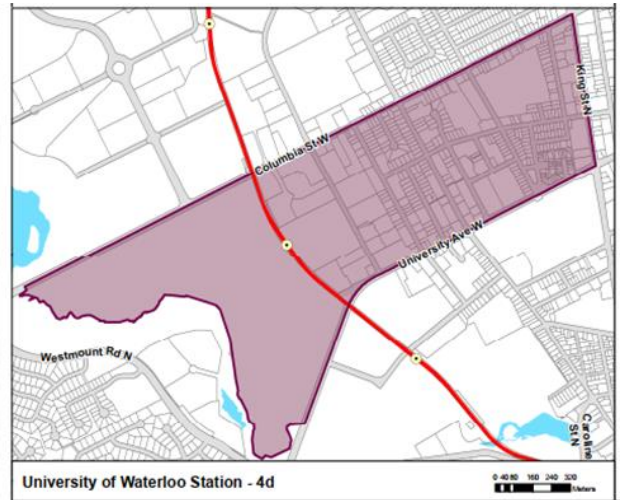 King St N
Columbia St W
University Ave W
Westmount Rd N
Caroline
St N
University of Waterloo Station - 4d
0 40 80 160 240 320
Meters